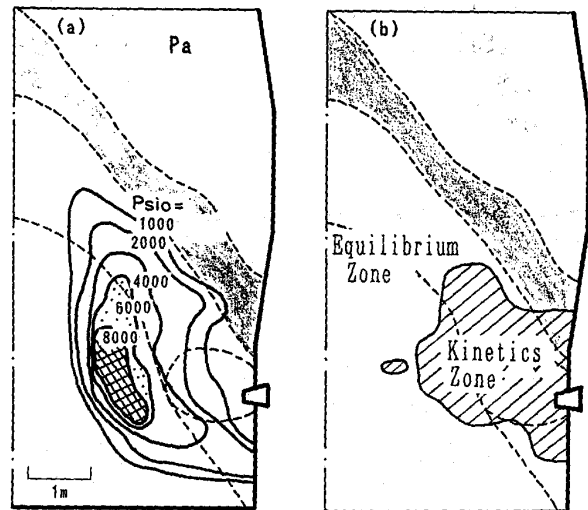 (a)
Pa
Psio=
1000
2000
4000
6000
8000
1m
(b)
Equilibrium
Zone
Kinetics
Zone